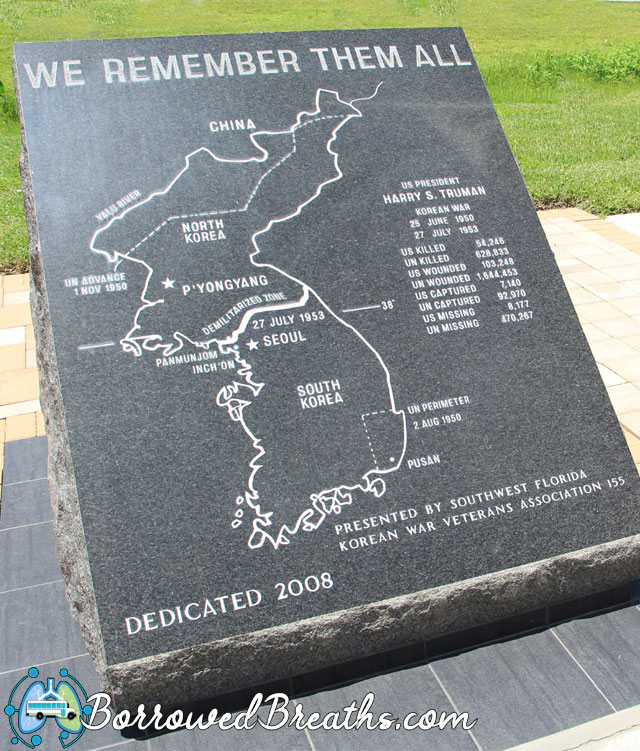 WE REMEMBER THEM ALL
CHINA
YALU RIVER
NORTH
KOREA
UN ADVANCE
1 NOV 1950
P'YONGYANG
DEMILITARIZED ZONE
27 JULY 1953
38°
PANMUNJOM
INCH'ON
SEOUL
SOUTH
KOREA
UN PERIMETER
2 AUG 1950
PUSAN
US PRESIDENT
HARRY S. TRUMAN
KOREAN WAR
25 JUNE 1950
27 JULY 1953
US KILLED 54,246
UN KILLED 628,833
US WOUNDED 103,248
UN WOUNDED 1,644,453
US CAPTURED 7,140
UN CAPTURED 92,970
US MISSING 8,177
UN MISSING 470,267
PRESENTED BY SOUTHWEST FLORIDA
KOREAN WAR VETERANS ASSOCIATION 155
DEDICATED 2008
BorrowedBreaths.com